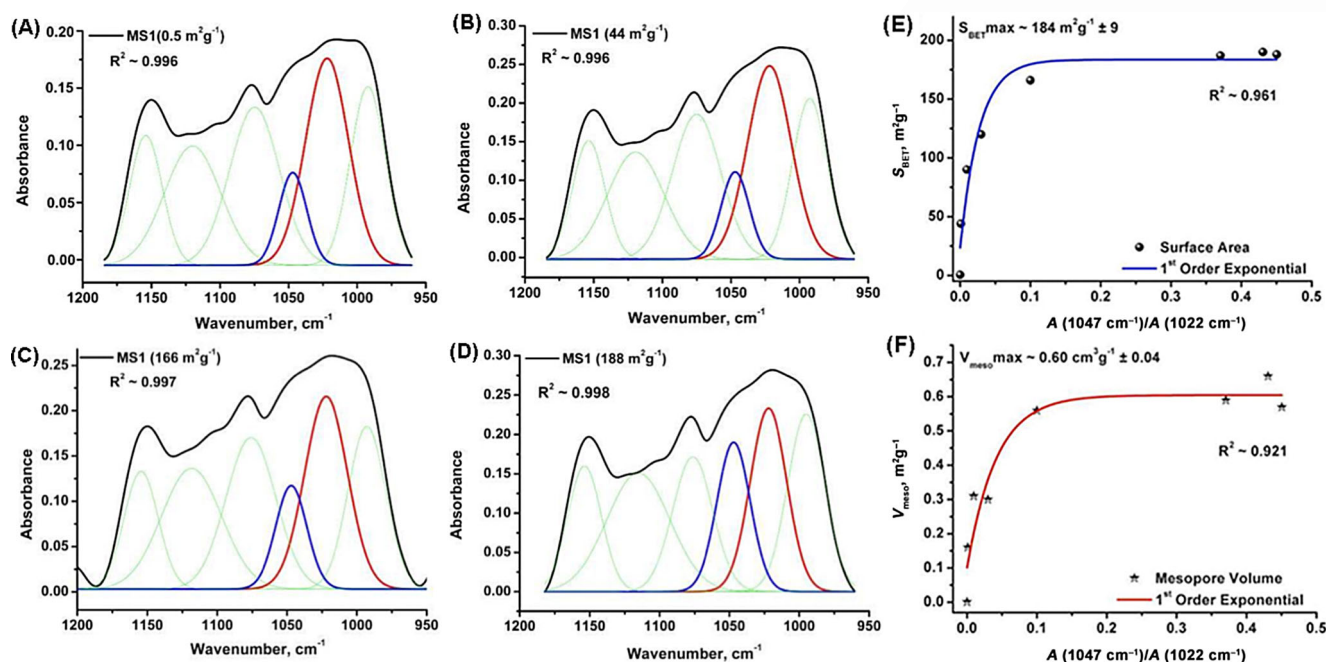 (A)
MS1(0.5 m²g⁻¹)
R² ~ 0.996
0.20
0.15
0.10
0.05
0.00
Absorbance
1200 1150 1100 1050 1000 950
Wavenumber, cm⁻¹
(B)
MS1 (44 m²g⁻¹)
R² ~ 0.996
0.30
0.25
0.20
0.15
0.10
0.05
0.00
Absorbance
1200 1150 1100 1050 1000 950
Wavenumber, cm⁻¹
(E)
S_BET max ~ 184 m²g⁻¹ ± 9
R² ~ 0.961
200
150
100
50
0
S_BET, m²g⁻¹
Surface Area
1st Order Exponential
0.0 0.1 0.2 0.3 0.4 0.5
A (1047 cm⁻¹)/A (1022 cm⁻¹)
(C)
MS1 (166 m²g⁻¹)
R² ~ 0.997
0.25
0.20
0.15
0.10
0.05
0.00
Absorbance
1200 1150 1100 1050 1000 950
Wavenumber, cm⁻¹
(D)
MS1 (188 m²g⁻¹)
R² ~ 0.998
0.30
0.25
0.20
0.15
0.10
0.05
0.00
Absorbance
1200 1150 1100 1050 1000 950
Wavenumber, cm⁻¹
(F)
V_meso max ~ 0.60 cm³g⁻¹ ± 0.04
R² ~ 0.921
0.7
0.6
0.5
0.4
0.3
0.2
0.1
0.0
V_meso, m²g⁻¹
Mesopore Volume
1st Order Exponential
0.0 0.1 0.2 0.3 0.4 0.5
A (1047 cm⁻¹)/A (1022 cm⁻¹)